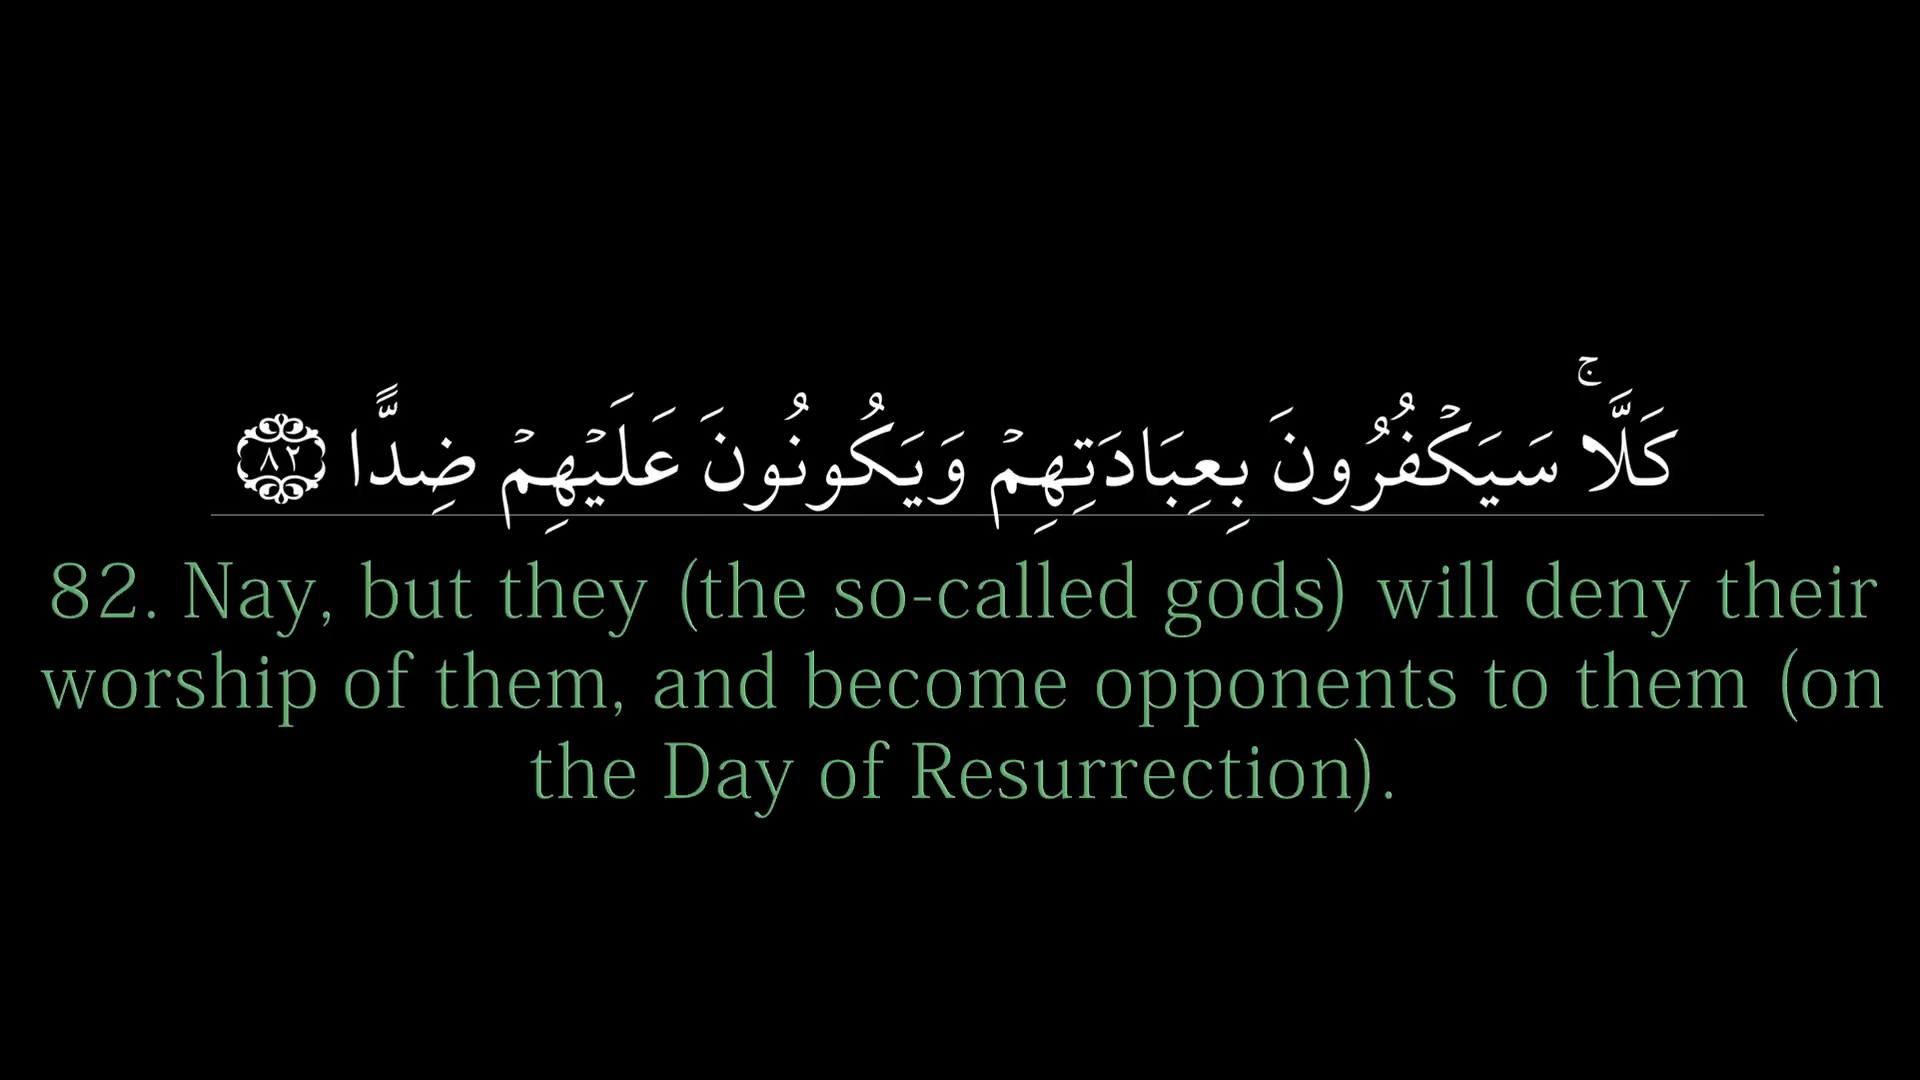 كَلَّاۚ سَيَكۡفُرُونَ بِعِبَادَتِهِمۡ وَيَكُونُونَ عَلَيۡهِمۡ ضِدًّا ٨٢
82. Nay, but they (the so-called gods) will deny their
worship of them, and become opponents to them (on
the Day of Resurrection).